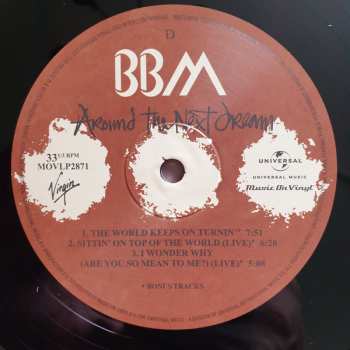 D
BBM
Around the Next Dream
33 1/3 RPM
MOVLP2871
Virgin
UNIVERSAL
UNIVERSAL MUSIC
Music On Vinyl
1. THE WORLD KEEPS ON TURNIN'* 7:51
2. SITTIN' ON TOP OF THE WORLD (LIVE)* 6:28
3. I WONDER WHY
(ARE YOU SO MEAN TO ME?) (LIVE)* 5:08
* BONUS TRACKS